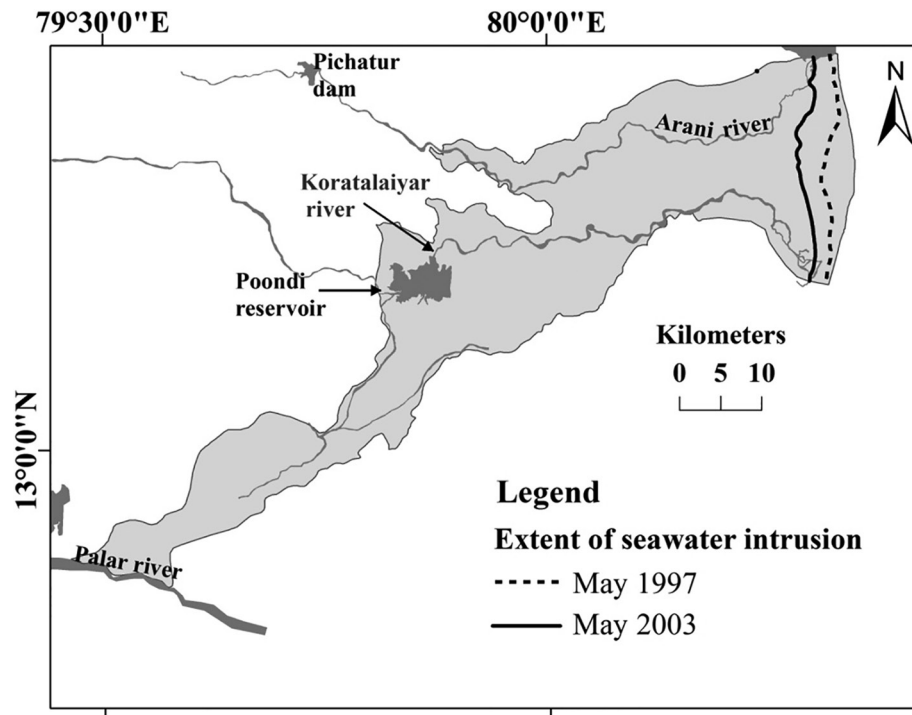 79°30'0"E
80°0'0"E
Pichatur
dam
N
Arani river
Koratalaiyar
river
Poondi
reservoir
Kilometers
0 5 10
13°0'0"N
Legend
Extent of seawater intrusion
May 1997
May 2003
Palar river